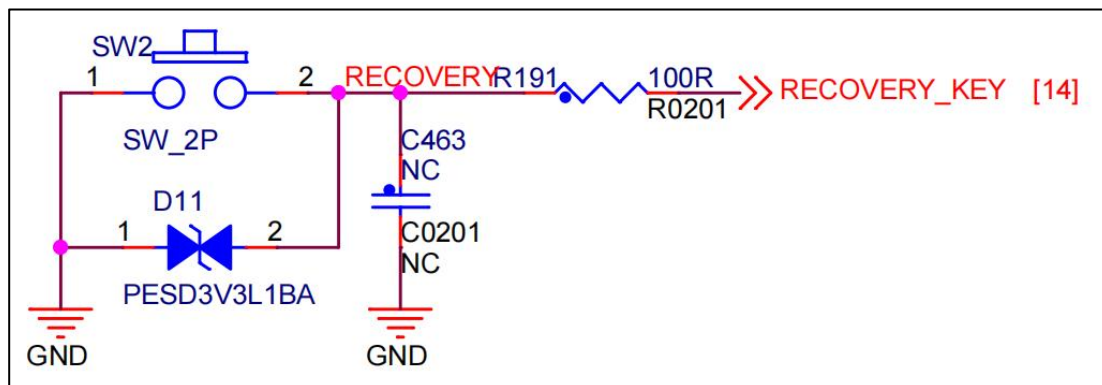 SW2
1
2
RECOVERY
R191
100R
RECOVERY_KEY [14]
R0201
SW_2P
C463
NC
D11
1
2
C0201
NC
PESD3V3L1BA
GND
GND